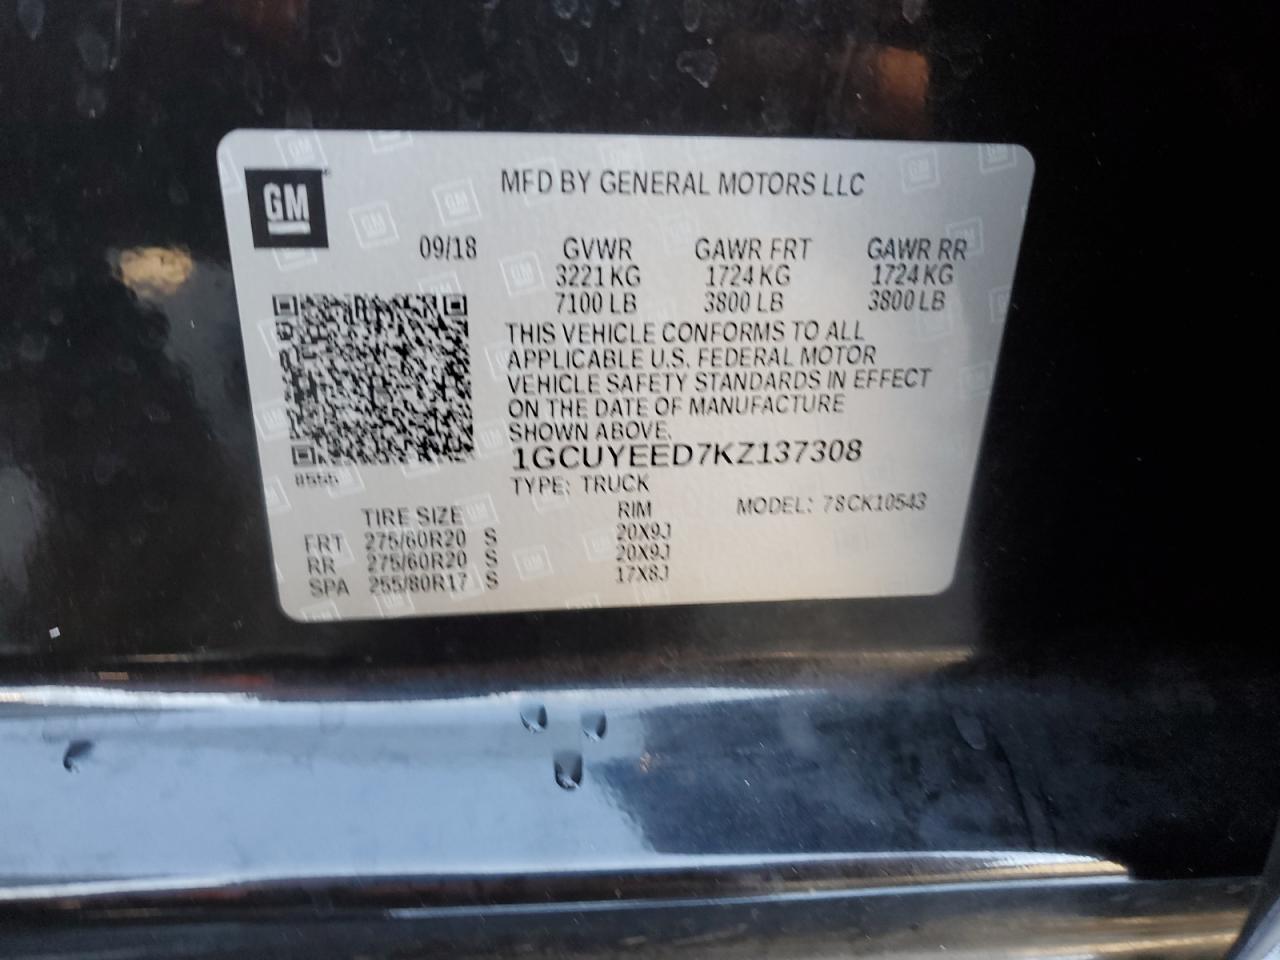 GM
MFD BY GENERAL MOTORS LLC
09/18 GVWR GAWR FRT GAWR RR
3221 KG 1724 KG 1724 KG
7100 LB 3800 LB 3800 LB
THIS VEHICLE CONFORMS TO ALL
APPLICABLE U.S. FEDERAL MOTOR
VEHICLE SAFETY STANDARDS IN EFFECT
ON THE DATE OF MANUFACTURE
SHOWN ABOVE.
1GCUYEED7KZ137308
8555
TYPE: TRUCK
TIRE SIZE RIM MODEL: 78CK10543
FRT 275/60R20 S 20X9J
RR 275/60R20 S 20X9J
SPA 255/80R17 S 17X8J